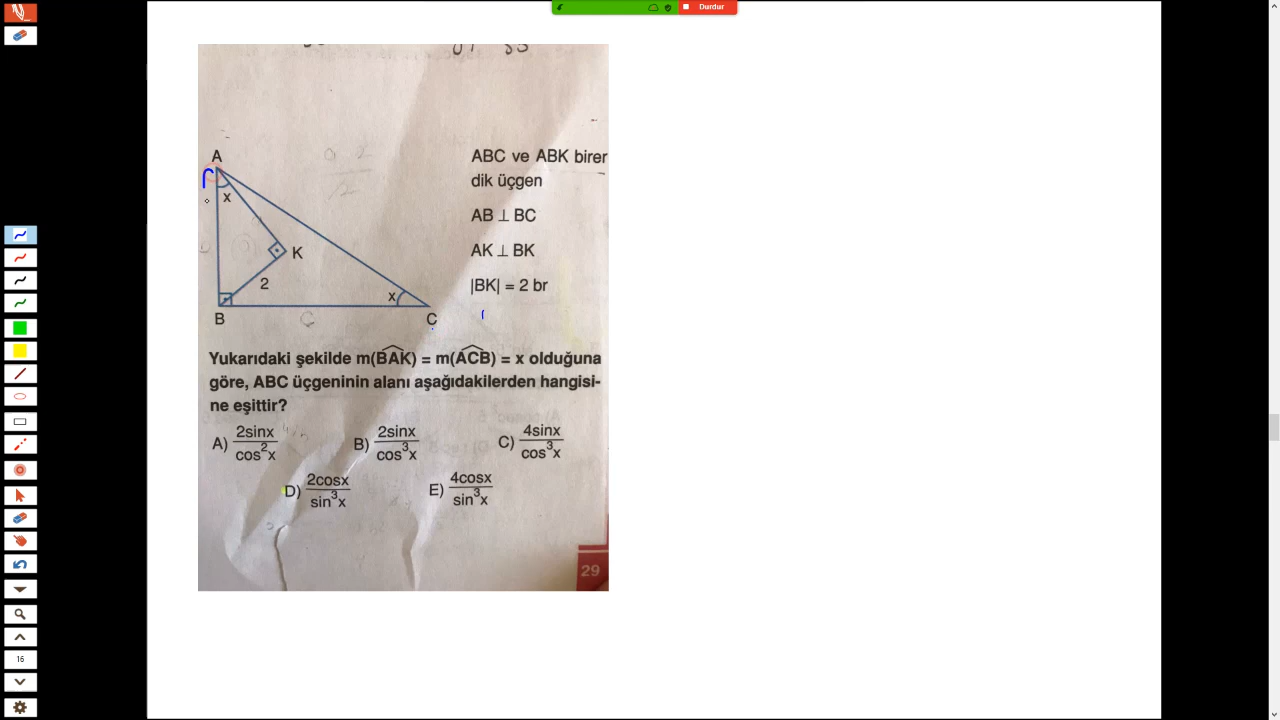 Durdur
A
x
K
2
x
B
C
ABC ve ABK birer
dik üçgen
AB ⊥ BC
AK ⊥ BK
|BK| = 2 br
Yukarıdaki şekilde m(BAK) = m(ACB) = x olduğuna
göre, ABC üçgeninin alanı aşağıdakilerden hangisi-
ne eşittir?
A) 2sinx/cos²x B) 2sinx/cos³x C) 4sinx/cos³x
D) 2cosx/sin³x E) 4cosx/sin³x
29
16